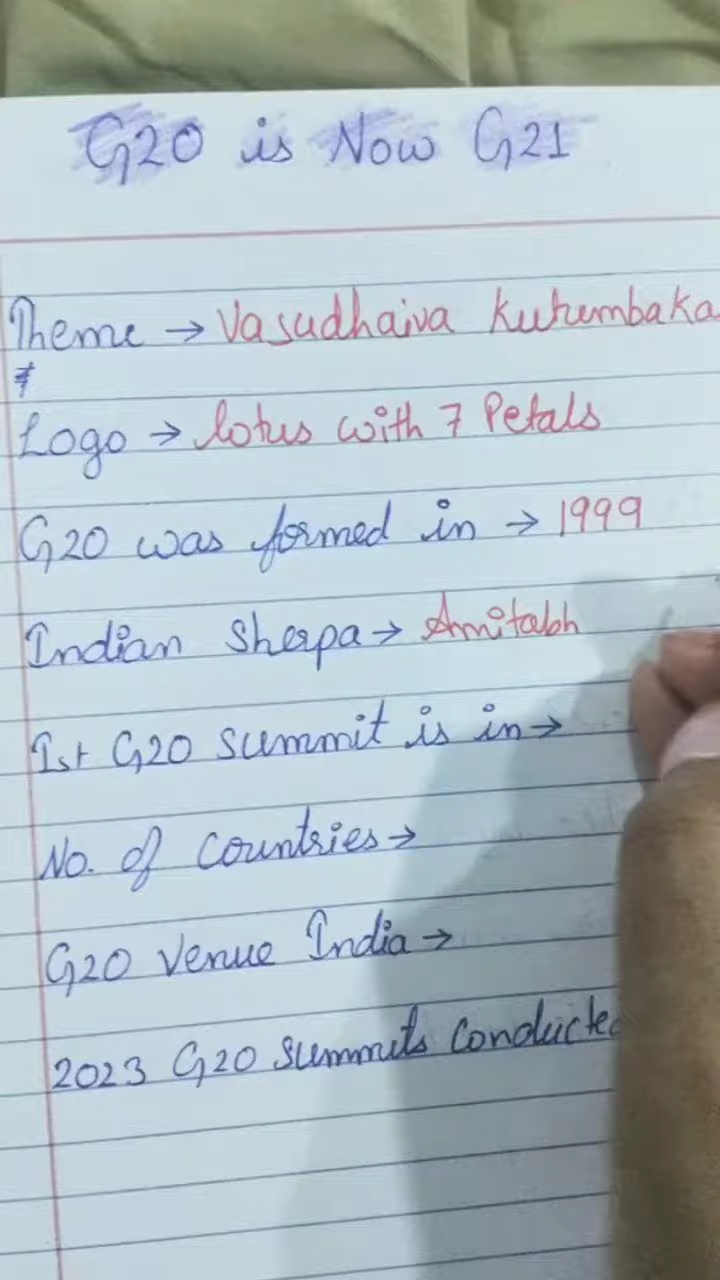 G20 is Now G21
Theme → Vasudhaiva Kutumbaka
Logo → lotus with 7 Petals
G20 was formed in → 1999
Indian Sherpa → Amitabh
1st G20 summit is in →
No. of Countries →
G20 Venue India →
2023 G20 Summits Conducted